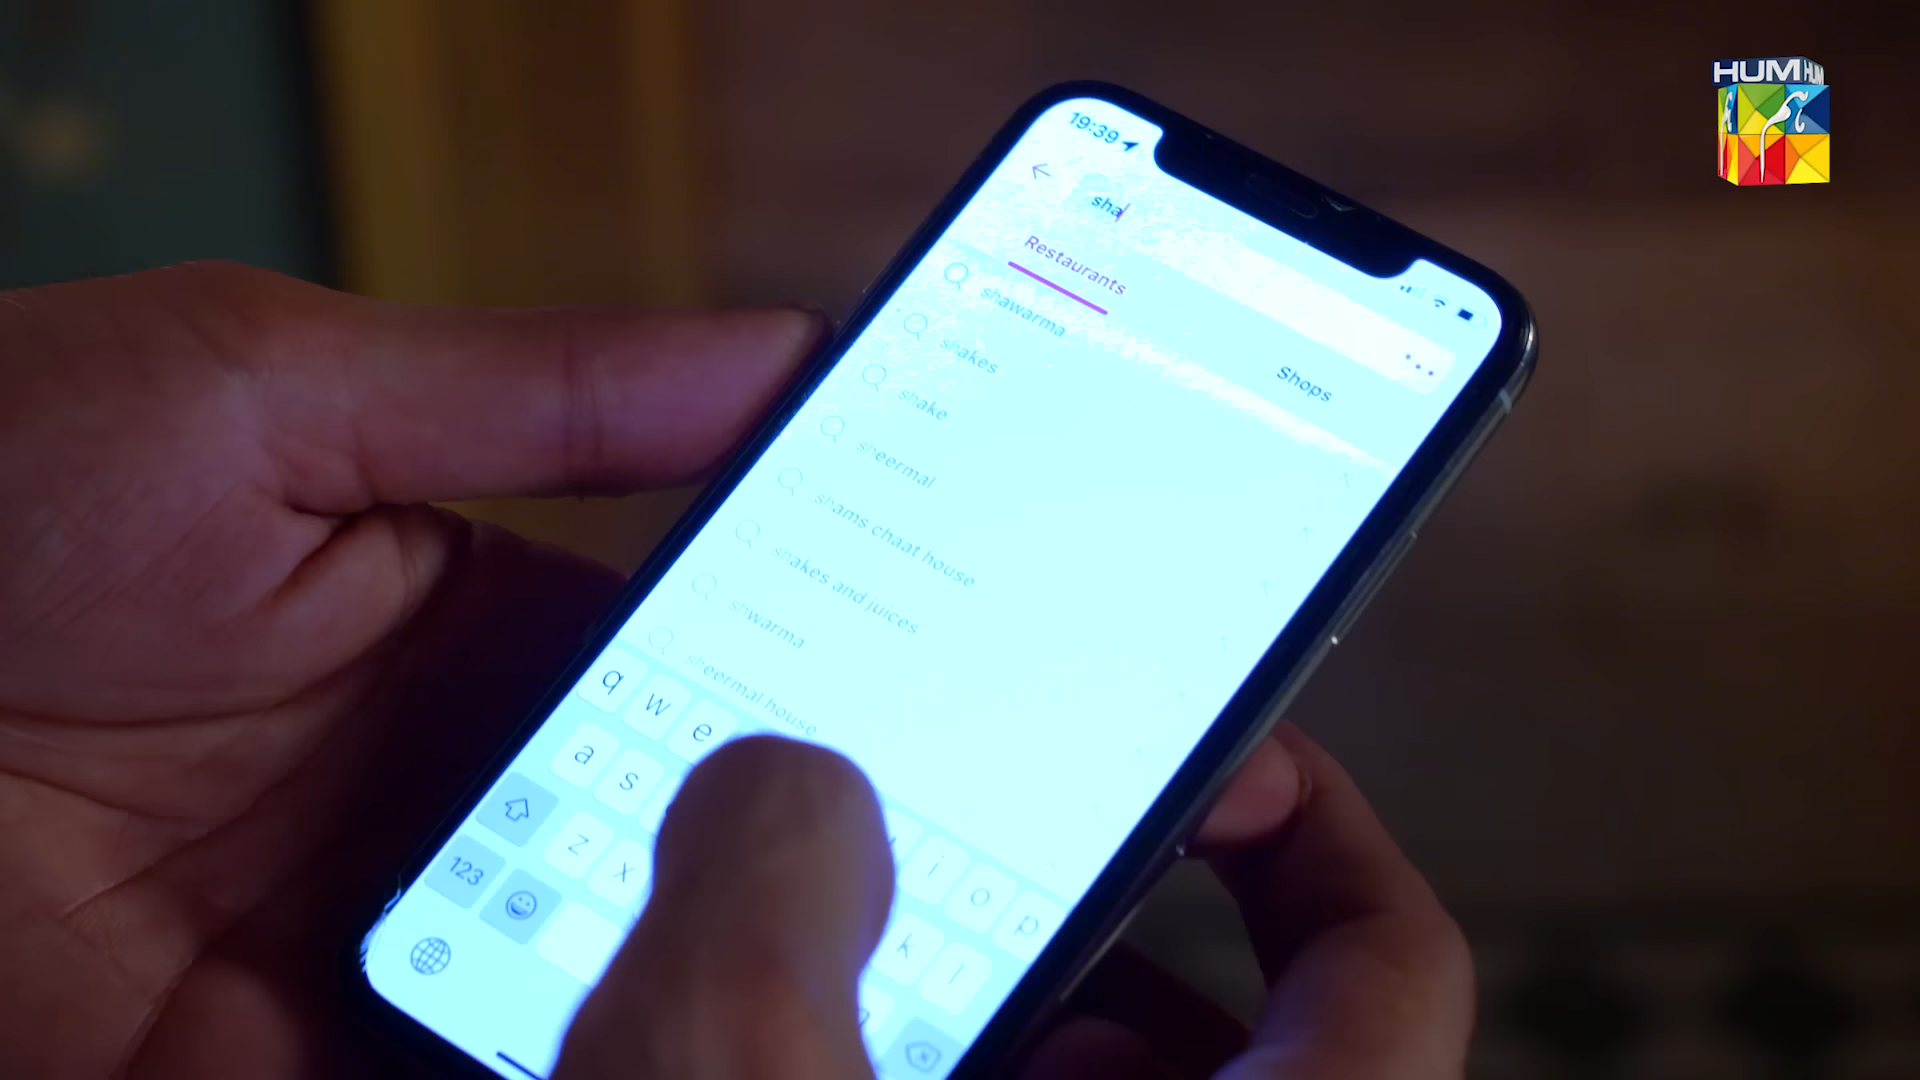 HUM HUM
19:39
sha
Restaurants
Shops
shawarma
shakes
shake
sheermal
shams chaat house
shakes and juices
shwarma
sheermal house
q w e i o p
a s k l
z x
123